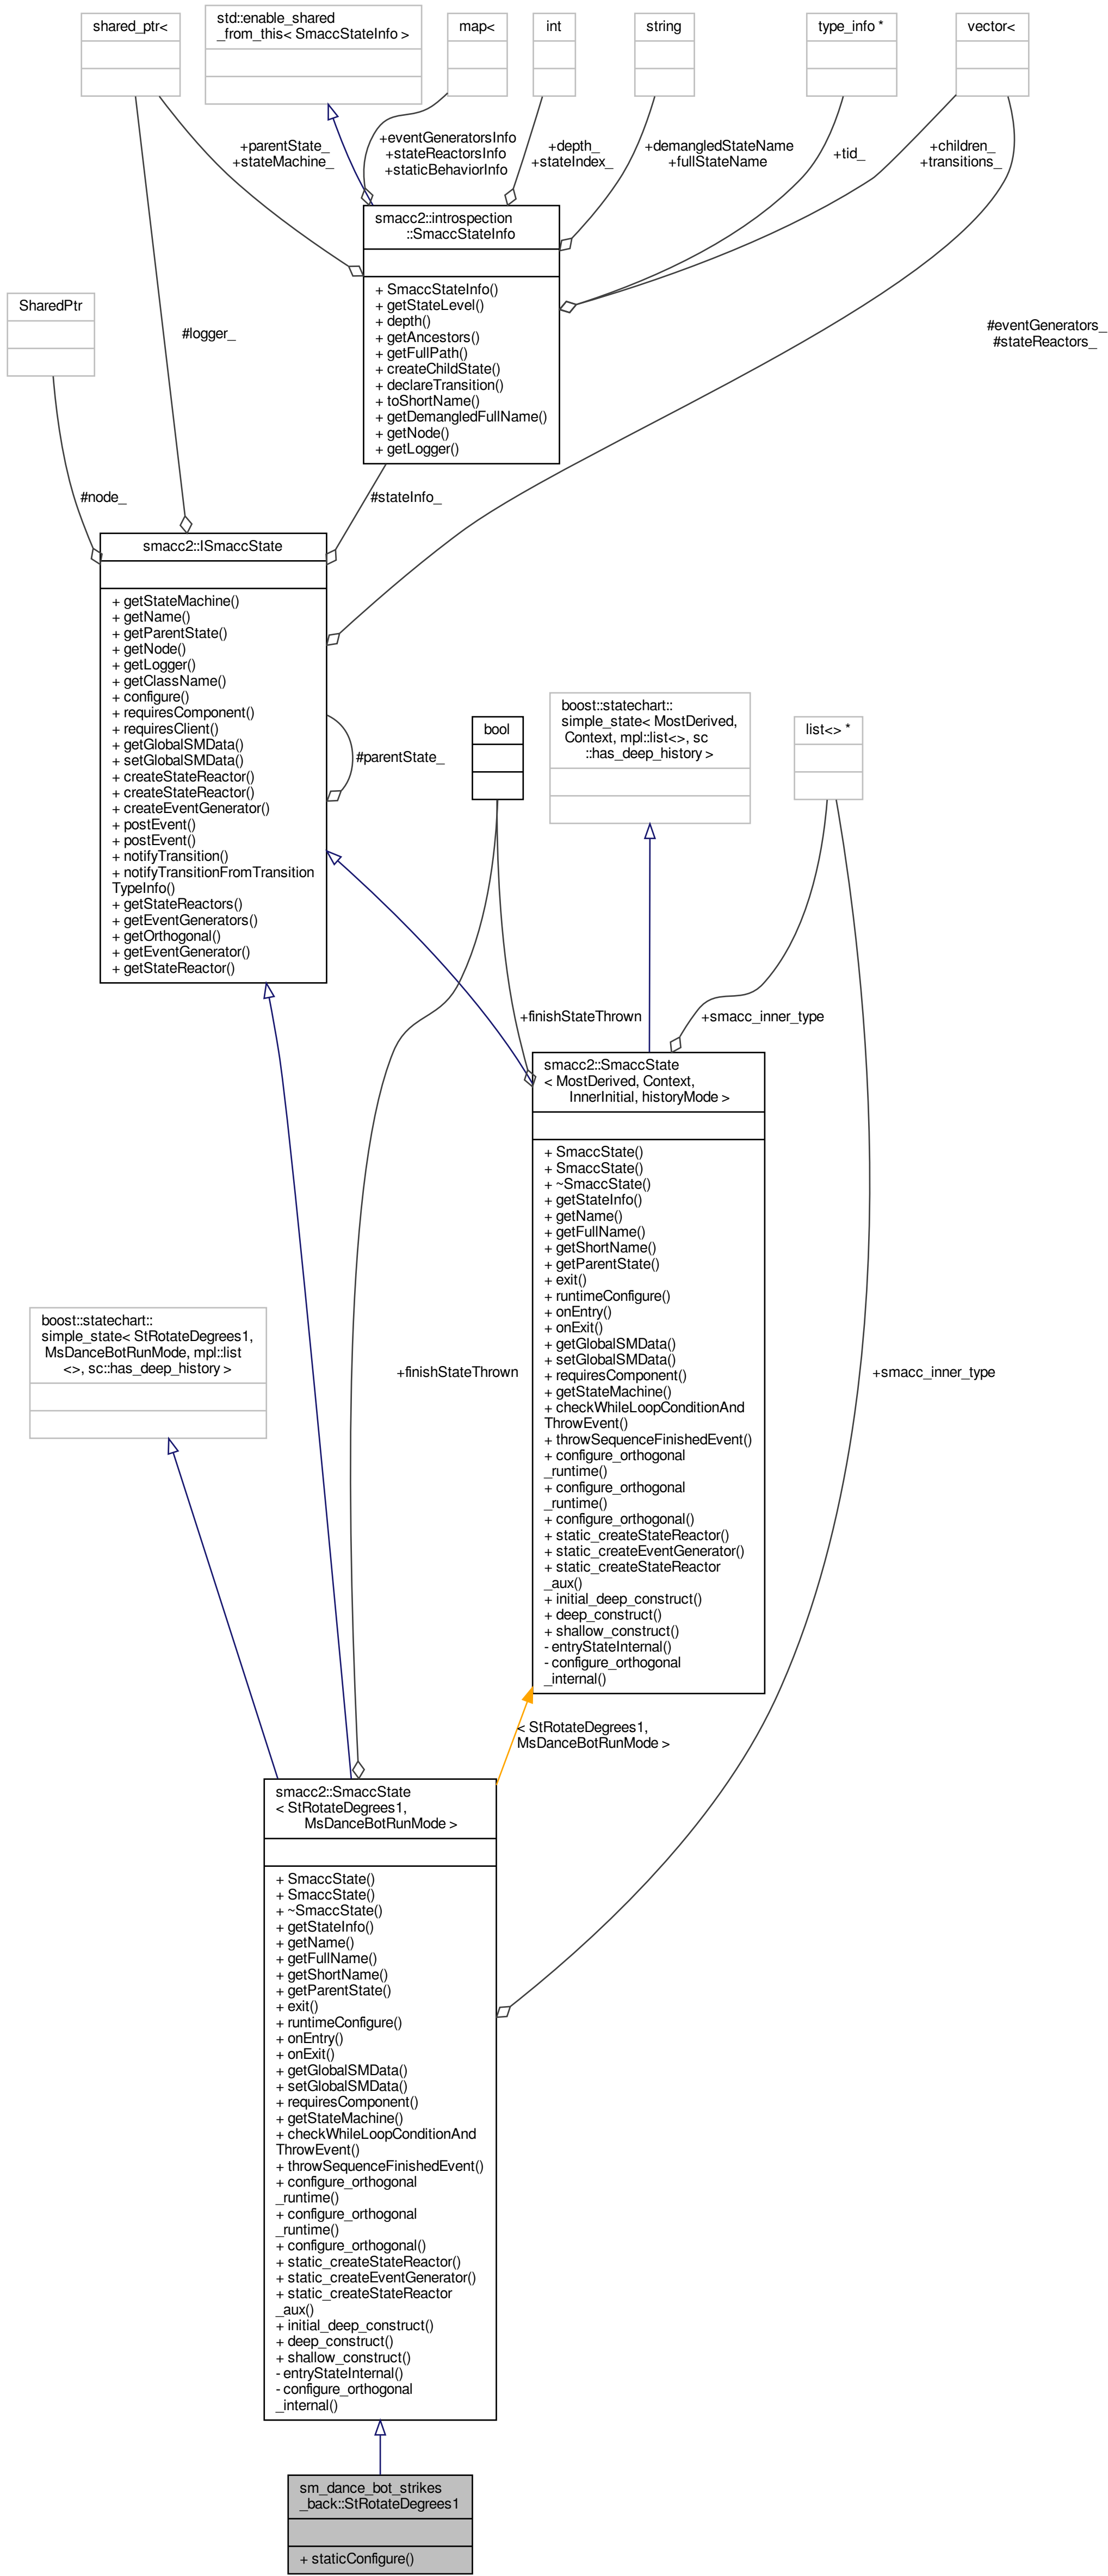 shared_ptr<
std::enable_shared
_from_this< SmaccStateInfo >
map<
int
string
type_info *
vector<
+parentState_
+stateMachine_
+eventGeneratorsInfo
+stateReactorsInfo
+staticBehaviorInfo
+depth_
+stateIndex_
+demangledStateName
+fullStateName
+tid_
+children_
+transitions_
smacc2::introspection
::SmaccStateInfo
+ SmaccStateInfo()
+ getStateLevel()
+ depth()
+ getAncestors()
+ getFullPath()
+ createChildState()
+ declareTransition()
+ toShortName()
+ getDemangledFullName()
+ getNode()
+ getLogger()
SharedPtr
#logger_
#eventGenerators_
#stateReactors_
#node_
#stateInfo_
smacc2::ISmaccState
+ getStateMachine()
+ getName()
+ getParentState()
+ getNode()
+ getLogger()
+ getClassName()
+ configure()
+ requiresComponent()
+ requiresClient()
+ getGlobalSMData()
+ setGlobalSMData()
+ createStateReactor()
+ createStateReactor()
+ createEventGenerator()
+ postEvent()
+ postEvent()
+ notifyTransition()
+ notifyTransitionFromTransition
TypeInfo()
+ getStateReactors()
+ getEventGenerators()
+ getOrthogonal()
+ getEventGenerator()
+ getStateReactor()
#parentState_
bool
boost::statechart::
simple_state< MostDerived,
Context, mpl::list<>, sc
::has_deep_history >
list<> *
+finishStateThrown
+smacc_inner_type
smacc2::SmaccState
< MostDerived, Context,
InnerInitial, historyMode >
+ SmaccState()
+ SmaccState()
+ ~SmaccState()
+ getStateInfo()
+ getName()
+ getFullName()
+ getShortName()
+ getParentState()
+ exit()
+ runtimeConfigure()
+ onEntry()
+ onExit()
+ getGlobalSMData()
+ setGlobalSMData()
+ requiresComponent()
+ getStateMachine()
+ checkWhileLoopConditionAnd
ThrowEvent()
+ throwSequenceFinishedEvent()
+ configure_orthogonal
_runtime()
+ configure_orthogonal
_runtime()
+ configure_orthogonal()
+ static_createStateReactor()
+ static_createEventGenerator()
+ static_createStateReactor
_aux()
+ initial_deep_construct()
+ deep_construct()
+ shallow_construct()
- entryStateInternal()
- configure_orthogonal
_internal()
boost::statechart::
simple_state< StRotateDegrees1,
MsDanceBotRunMode, mpl::list
<>, sc::has_deep_history >
+finishStateThrown
+smacc_inner_type
< StRotateDegrees1,
MsDanceBotRunMode >
smacc2::SmaccState
< StRotateDegrees1,
MsDanceBotRunMode >
+ SmaccState()
+ SmaccState()
+ ~SmaccState()
+ getStateInfo()
+ getName()
+ getFullName()
+ getShortName()
+ getParentState()
+ exit()
+ runtimeConfigure()
+ onEntry()
+ onExit()
+ getGlobalSMData()
+ setGlobalSMData()
+ requiresComponent()
+ getStateMachine()
+ checkWhileLoopConditionAnd
ThrowEvent()
+ throwSequenceFinishedEvent()
+ configure_orthogonal
_runtime()
+ configure_orthogonal
_runtime()
+ configure_orthogonal()
+ static_createStateReactor()
+ static_createEventGenerator()
+ static_createStateReactor
_aux()
+ initial_deep_construct()
+ deep_construct()
+ shallow_construct()
- entryStateInternal()
- configure_orthogonal
_internal()
sm_dance_bot_strikes
_back::StRotateDegrees1
+ staticConfigure()